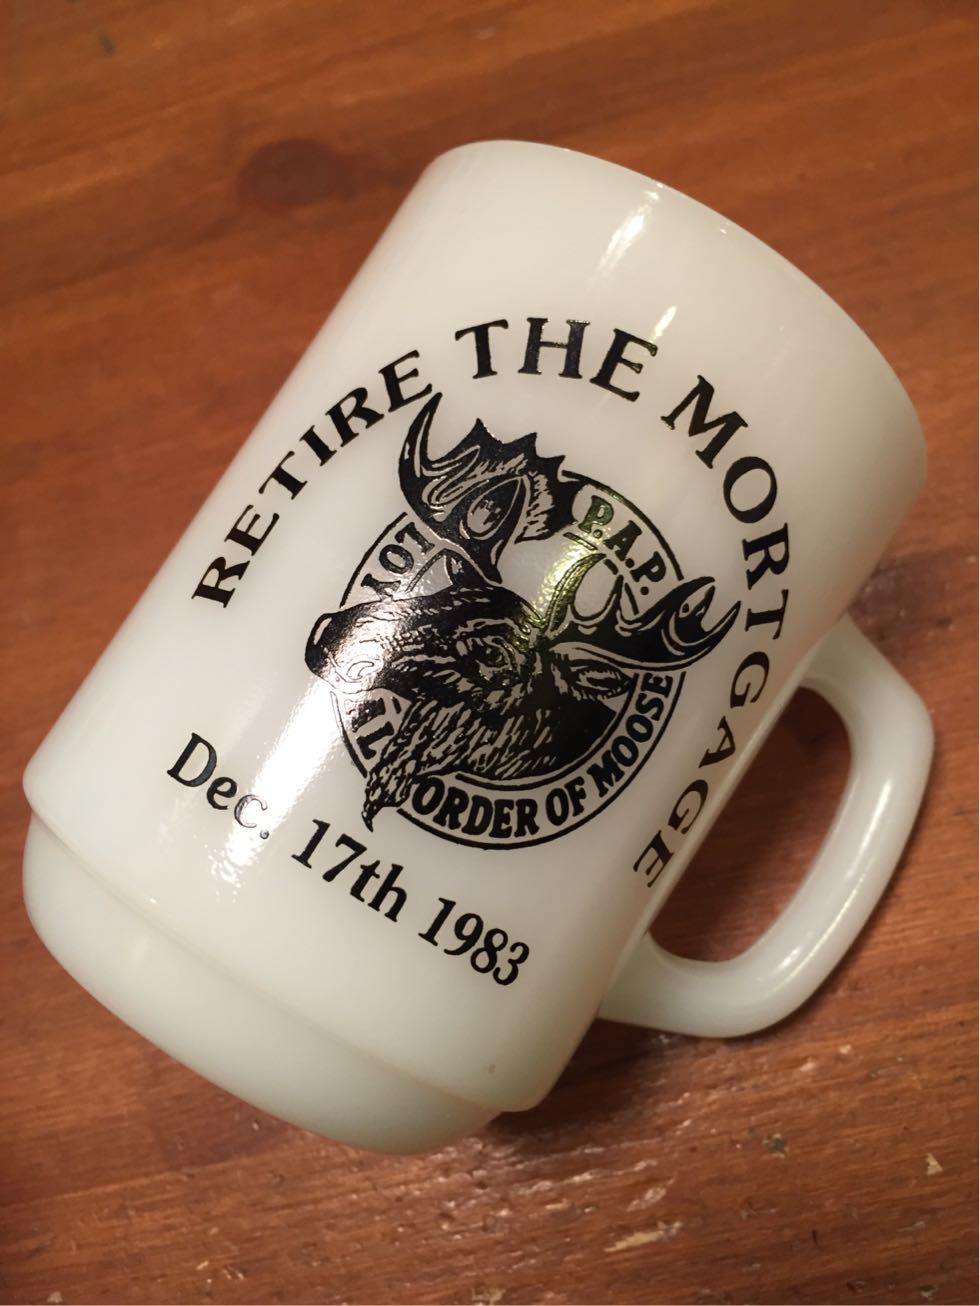 RETIRE THE MORTGAGE
P.A.P.
ORDER OF MOOSE
Dec. 17th 1983